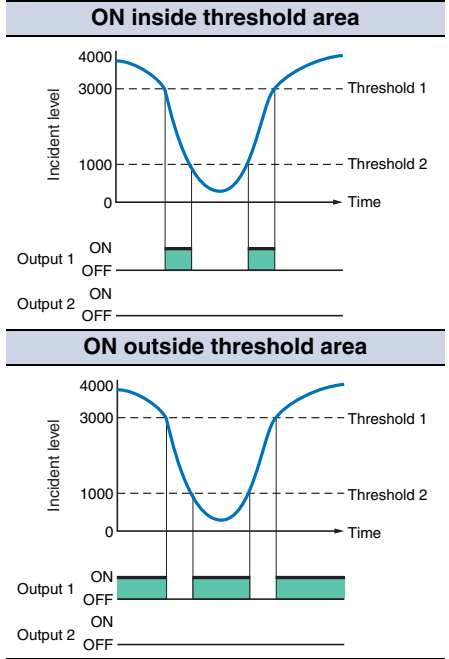 ON inside threshold area
4000
3000
Threshold 1
Incident level
1000
Threshold 2
0
Time
ON
Output 1
OFF
ON
Output 2
OFF
ON outside threshold area
4000
3000
Threshold 1
Incident level
1000
Threshold 2
0
Time
ON
Output 1
OFF
ON
Output 2
OFF